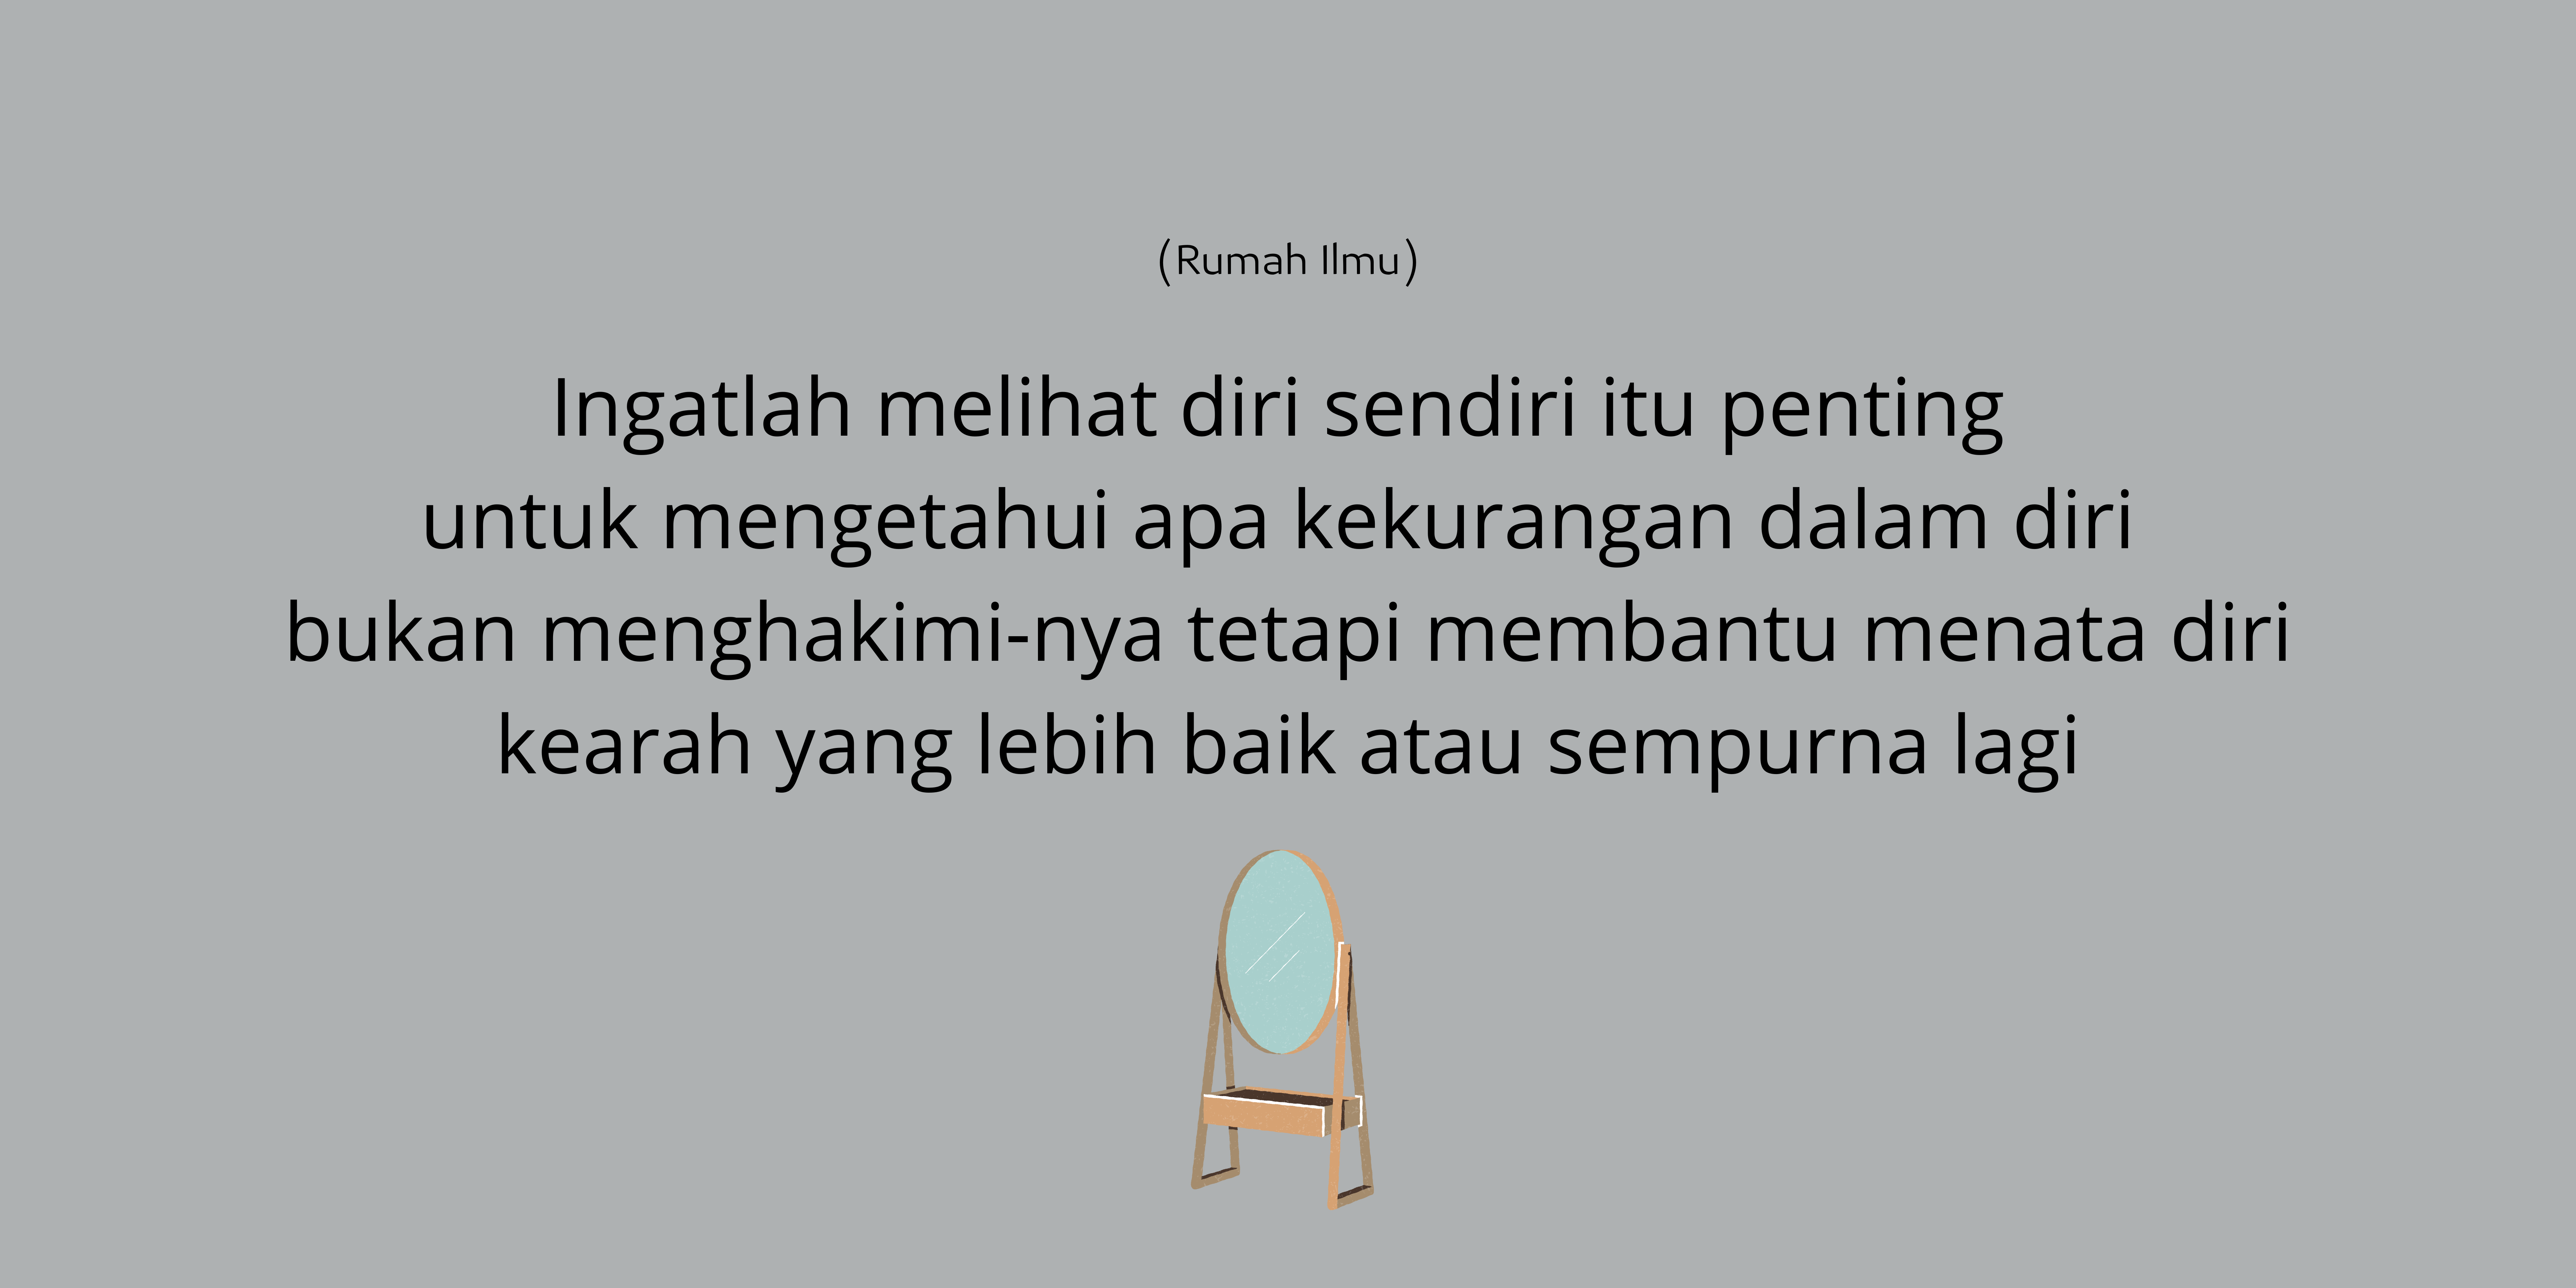 (Rumah Ilmu)
Ingatlah melihat diri sendiri itu penting
untuk mengetahui apa kekurangan dalam diri
bukan menghakimi-nya tetapi membantu menata diri
kearah yang lebih baik atau sempurna lagi